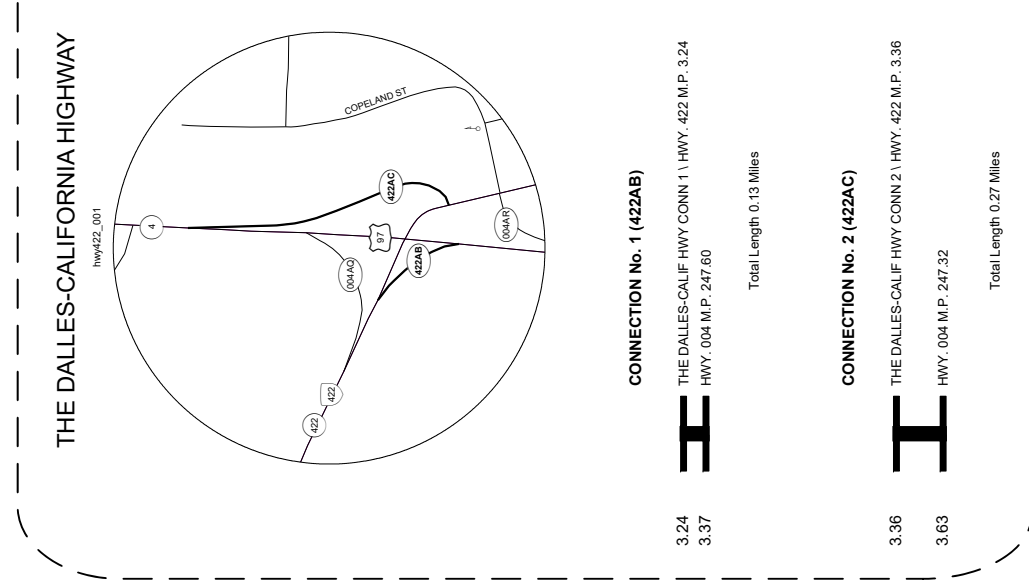 THE DALLES-CALIFORNIA HIGHWAY
hwy422_001
4
COPELAND ST
422AC
97
004AR
422AB
004AQ
422
422
CONNECTION No. 1 (422AB)
3.24 THE DALLES-CALIF HWY CONN 1 \ HWY. 422 M.P. 3.24
3.37 HWY. 004 M.P. 247.60
Total Length 0.13 Miles
CONNECTION No. 2 (422AC)
3.36 THE DALLES-CALIF HWY CONN 2 \ HWY. 422 M.P. 3.36
3.63 HWY. 004 M.P. 247.32
Total Length 0.27 Miles